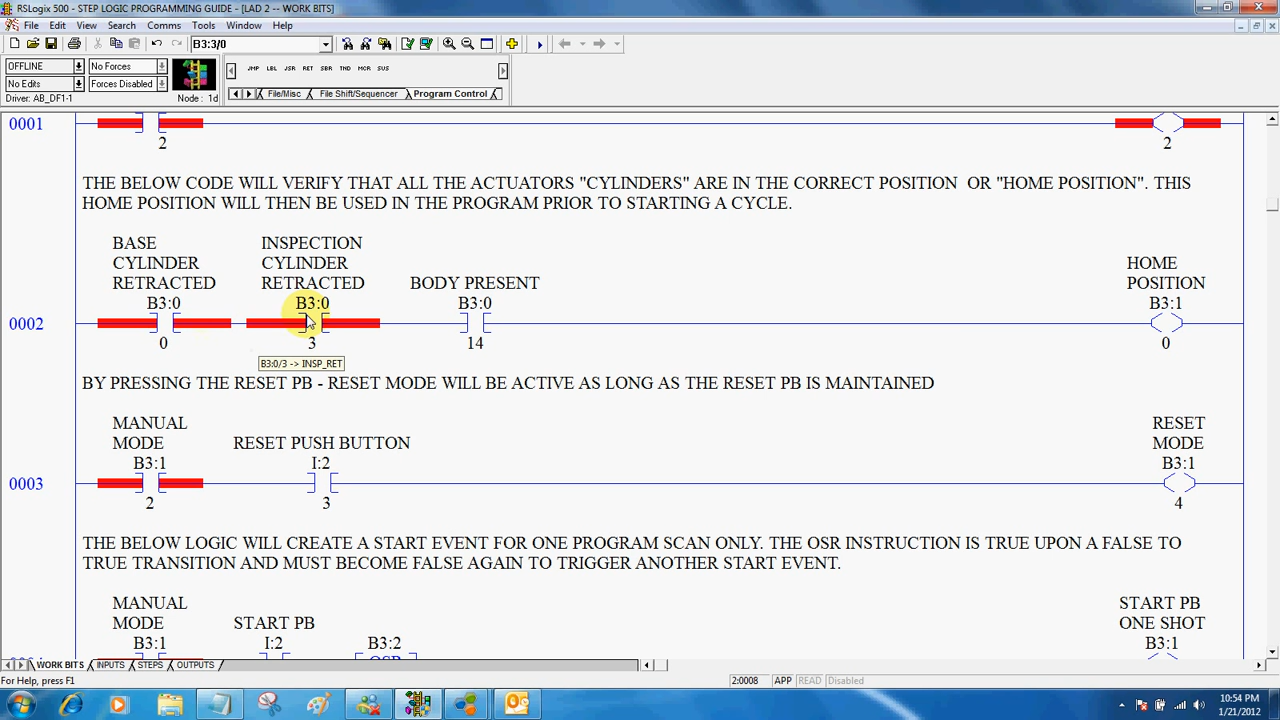 RSLogix 500 - STEP LOGIC PROGRAMMING GUIDE - [LAD 2 -- WORK BITS]
File Edit View Search Comms Tools Window Help
B3:3/0
OFFLINE No Forces
No Edits Forces Disabled
Driver: AB_DF1-1 Node : 1d
JMP LBL JSR RET SBR TND MCR SUS
File/Misc File Shift/Sequencer Program Control
0001
2 2
THE BELOW CODE WILL VERIFY THAT ALL THE ACTUATORS "CYLINDERS" ARE IN THE CORRECT POSITION OR "HOME POSITION". THIS
HOME POSITION WILL THEN BE USED IN THE PROGRAM PRIOR TO STARTING A CYCLE.
BASE INSPECTION
CYLINDER CYLINDER HOME
RETRACTED RETRACTED BODY PRESENT POSITION
B3:0 B3:0 B3:0 B3:1
0002
0 3 14 0
B3:0/3 -> INSP_RET
BY PRESSING THE RESET PB - RESET MODE WILL BE ACTIVE AS LONG AS THE RESET PB IS MAINTAINED
MANUAL RESET
MODE RESET PUSH BUTTON MODE
B3:1 I:2 B3:1
0003
2 3 4
THE BELOW LOGIC WILL CREATE A START EVENT FOR ONE PROGRAM SCAN ONLY. THE OSR INSTRUCTION IS TRUE UPON A FALSE TO
TRUE TRANSITION AND MUST BECOME FALSE AGAIN TO TRIGGER ANOTHER START EVENT.
MANUAL START PB
MODE START PB ONE SHOT
B3:1 I:2 B3:2 B3:1
OSR
WORK BITS INPUTS STEPS OUTPUTS
For Help, press F1 2:0008 APP READ Disabled
10:54 PM
1/21/2012